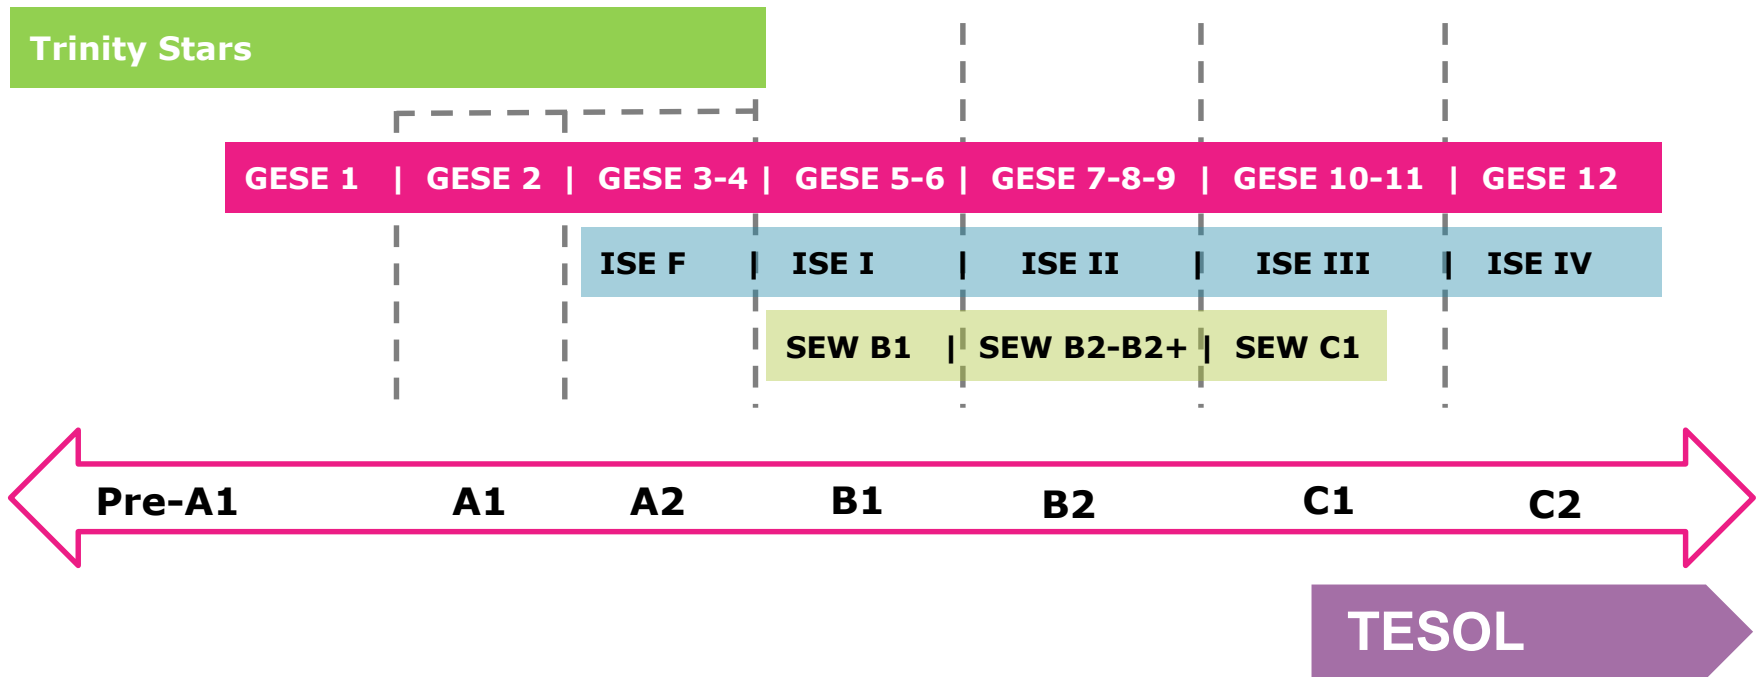 Trinity Stars
GESE 1 | GESE 2 | GESE 3-4 | GESE 5-6 | GESE 7-8-9 | GESE 10-11 | GESE 12
ISE F | ISE I | ISE II | ISE III | ISE IV
SEW B1 | SEW B2-B2+ | SEW C1
Pre-A1 A1 A2 B1 B2 C1 C2
TESOL